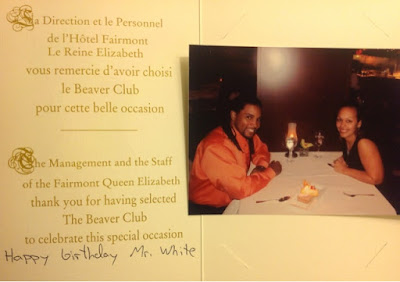 La Direction et le Personnel
de l'Hôtel Fairmont
Le Reine Elizabeth
vous remercie d'avoir choisi
le Beaver Club
pour cette belle occasion
The Management and the Staff
of the Fairmont Queen Elizabeth
thank you for having selected
The Beaver Club
to celebrate this special occasion
Happy birthday Mr. White